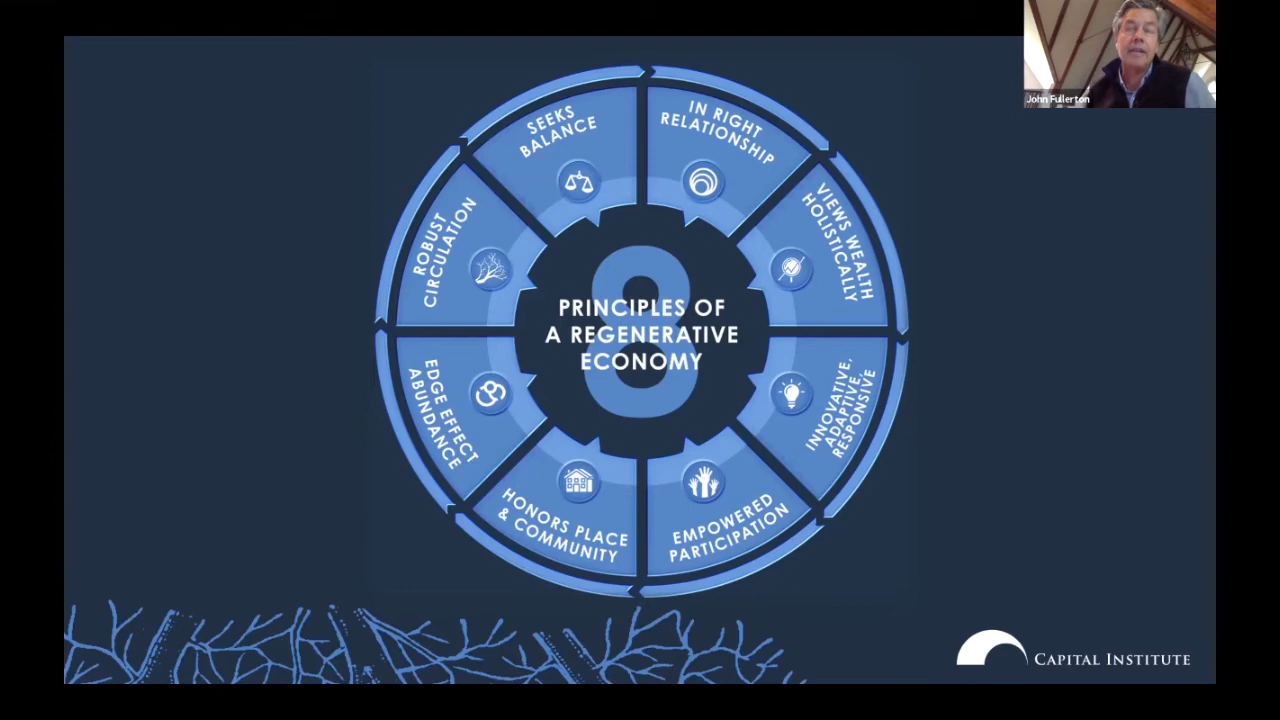 John Fullerton
8
PRINCIPLES OF
A REGENERATIVE
ECONOMY
IN RIGHT
RELATIONSHIP
VIEWS WEALTH
HOLISTICALLY
INNOVATIVE,
ADAPTIVE,
RESPONSIVE
EMPOWERED
PARTICIPATION
HONORS PLACE
& COMMUNITY
EDGE EFFECT
ABUNDANCE
ROBUST
CIRCULATION
SEEKS
BALANCE
CAPITAL INSTITUTE